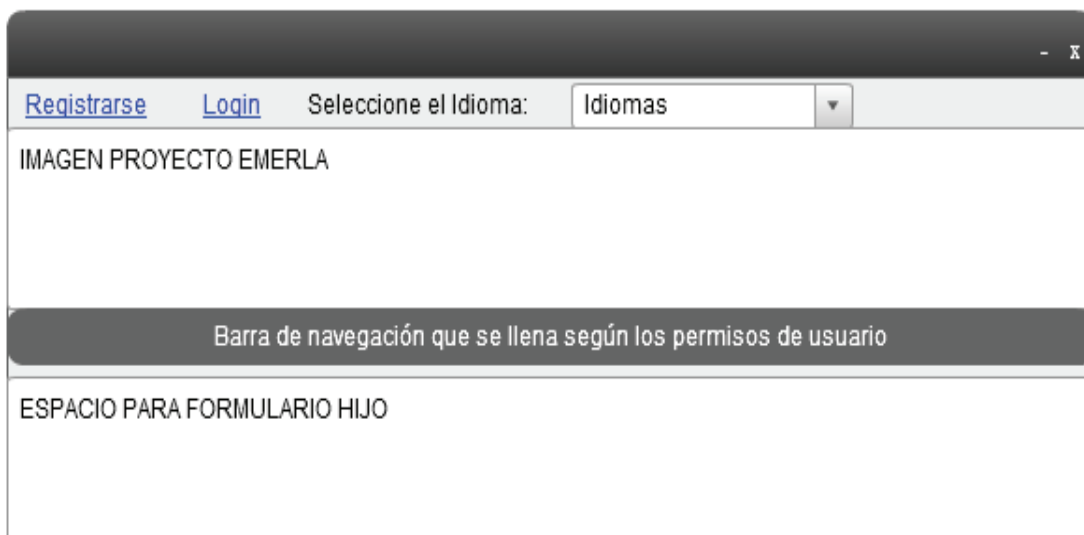 - x
Registrarse Login Seleccione el Idioma: Idiomas
IMAGEN PROYECTO EMERLA
Barra de navegación que se llena según los permisos de usuario
ESPACIO PARA FORMULARIO HIJO